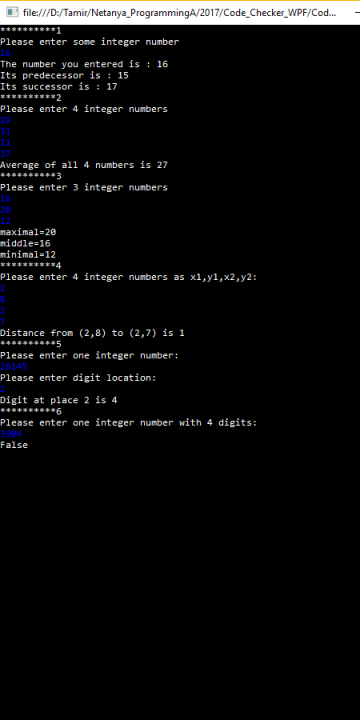 file:///D:/Tamir/Netanya_ProgrammingA/2017/Code_Checker_WPF/Cod...
**********1
Please enter some integer number
16
The number you entered is : 16
Its predecessor is : 15
Its successor is : 17
**********2
Please enter 4 integer numbers
29
31
11
37
Average of all 4 numbers is 27
**********3
Please enter 3 integer numbers
16
20
12
maximal=20
middle=16
minimal=12
**********4
Please enter 4 integer numbers as x1,y1,x2,y2:
2
8
2
7
Distance from (2,8) to (2,7) is 1
**********5
Please enter one integer number:
Please enter digit location:
2
Digit at place 2 is 4
**********6
Please enter one integer number with 4 digits:
False